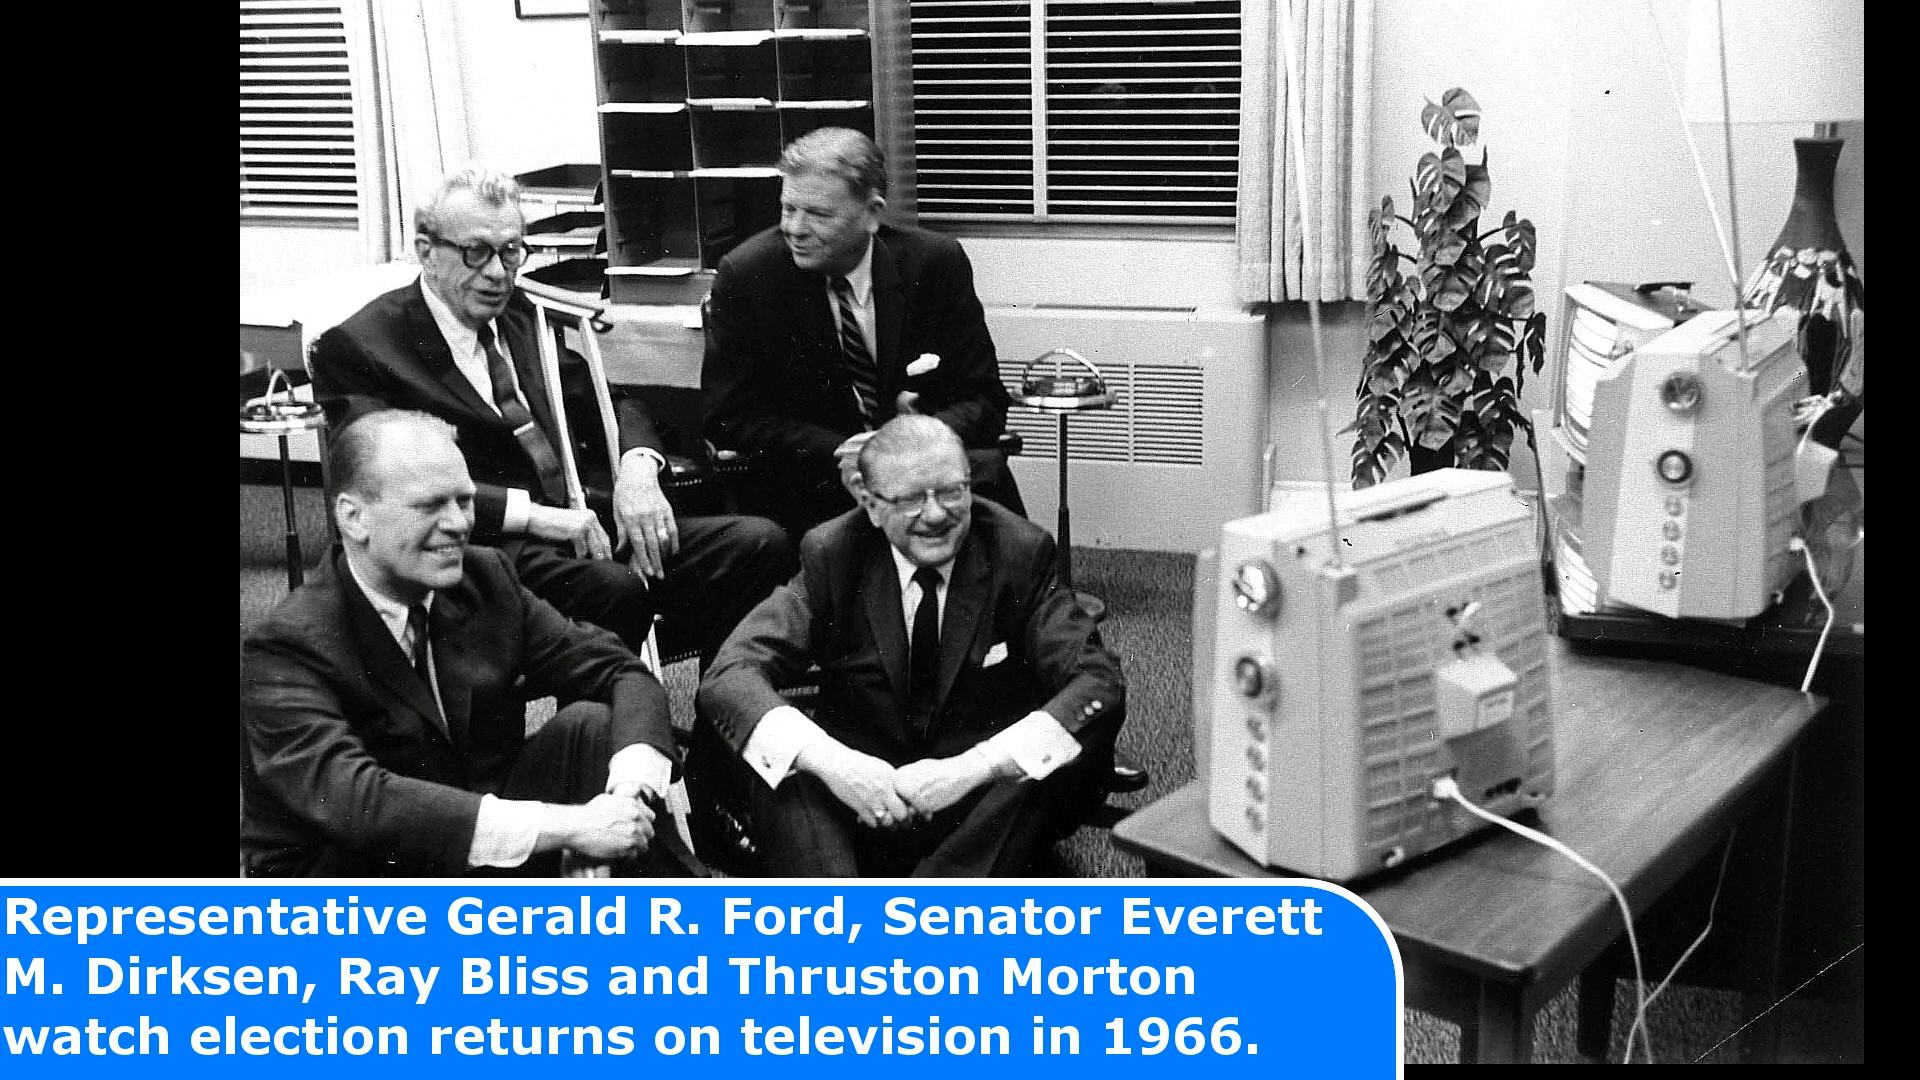 Representative Gerald R. Ford, Senator Everett
M. Dirksen, Ray Bliss and Thruston Morton
watch election returns on television in 1966.